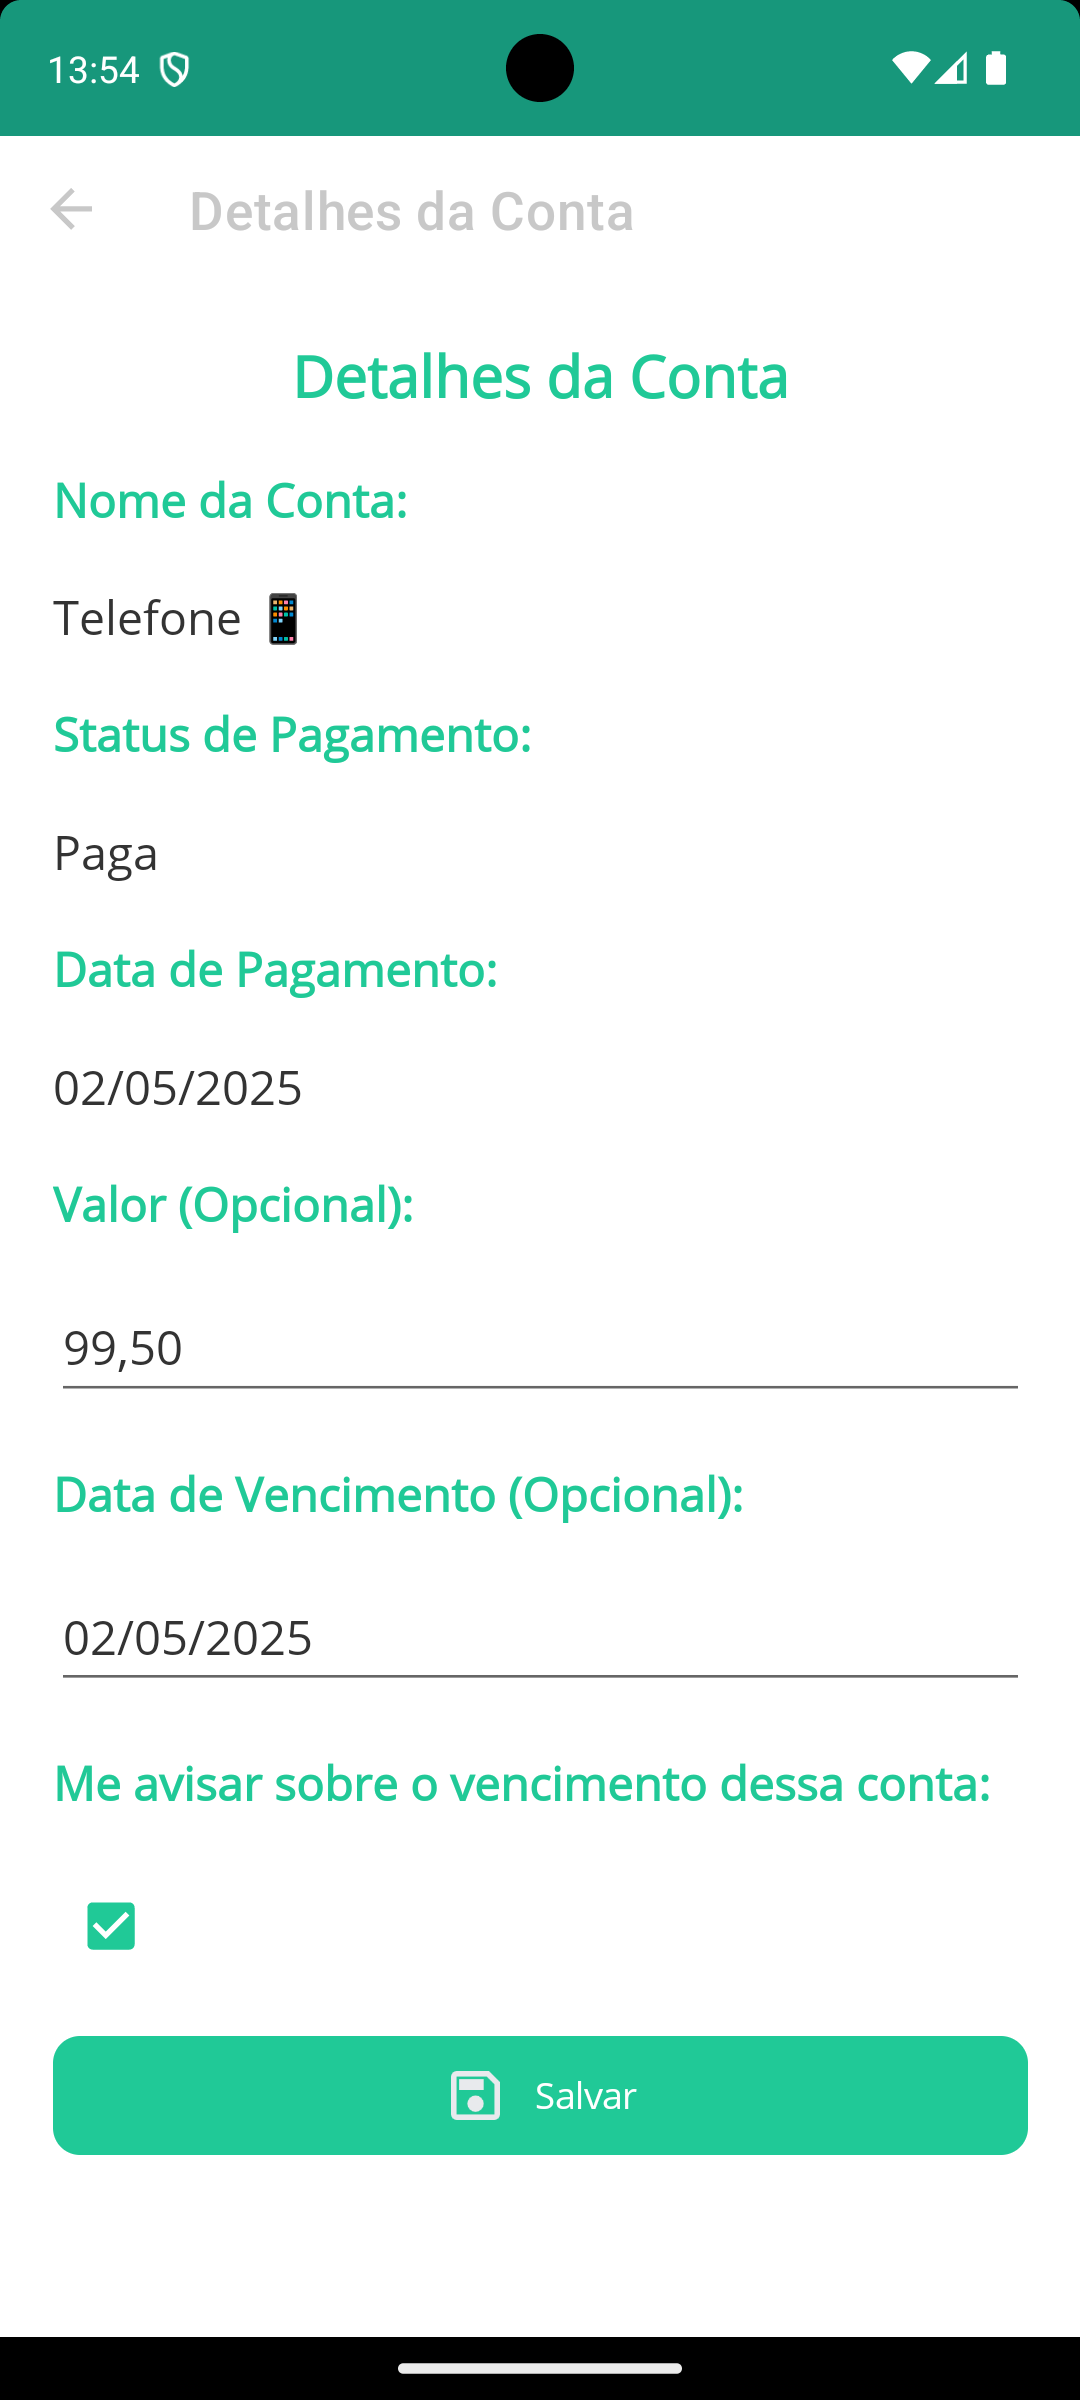 13:54
Detalhes da Conta
Detalhes da Conta
Nome da Conta:
Telefone 📱
Status de Pagamento:
Paga
Data de Pagamento:
02/05/2025
Valor (Opcional):
99,50
Data de Vencimento (Opcional):
02/05/2025
Me avisar sobre o vencimento dessa conta:
Salvar